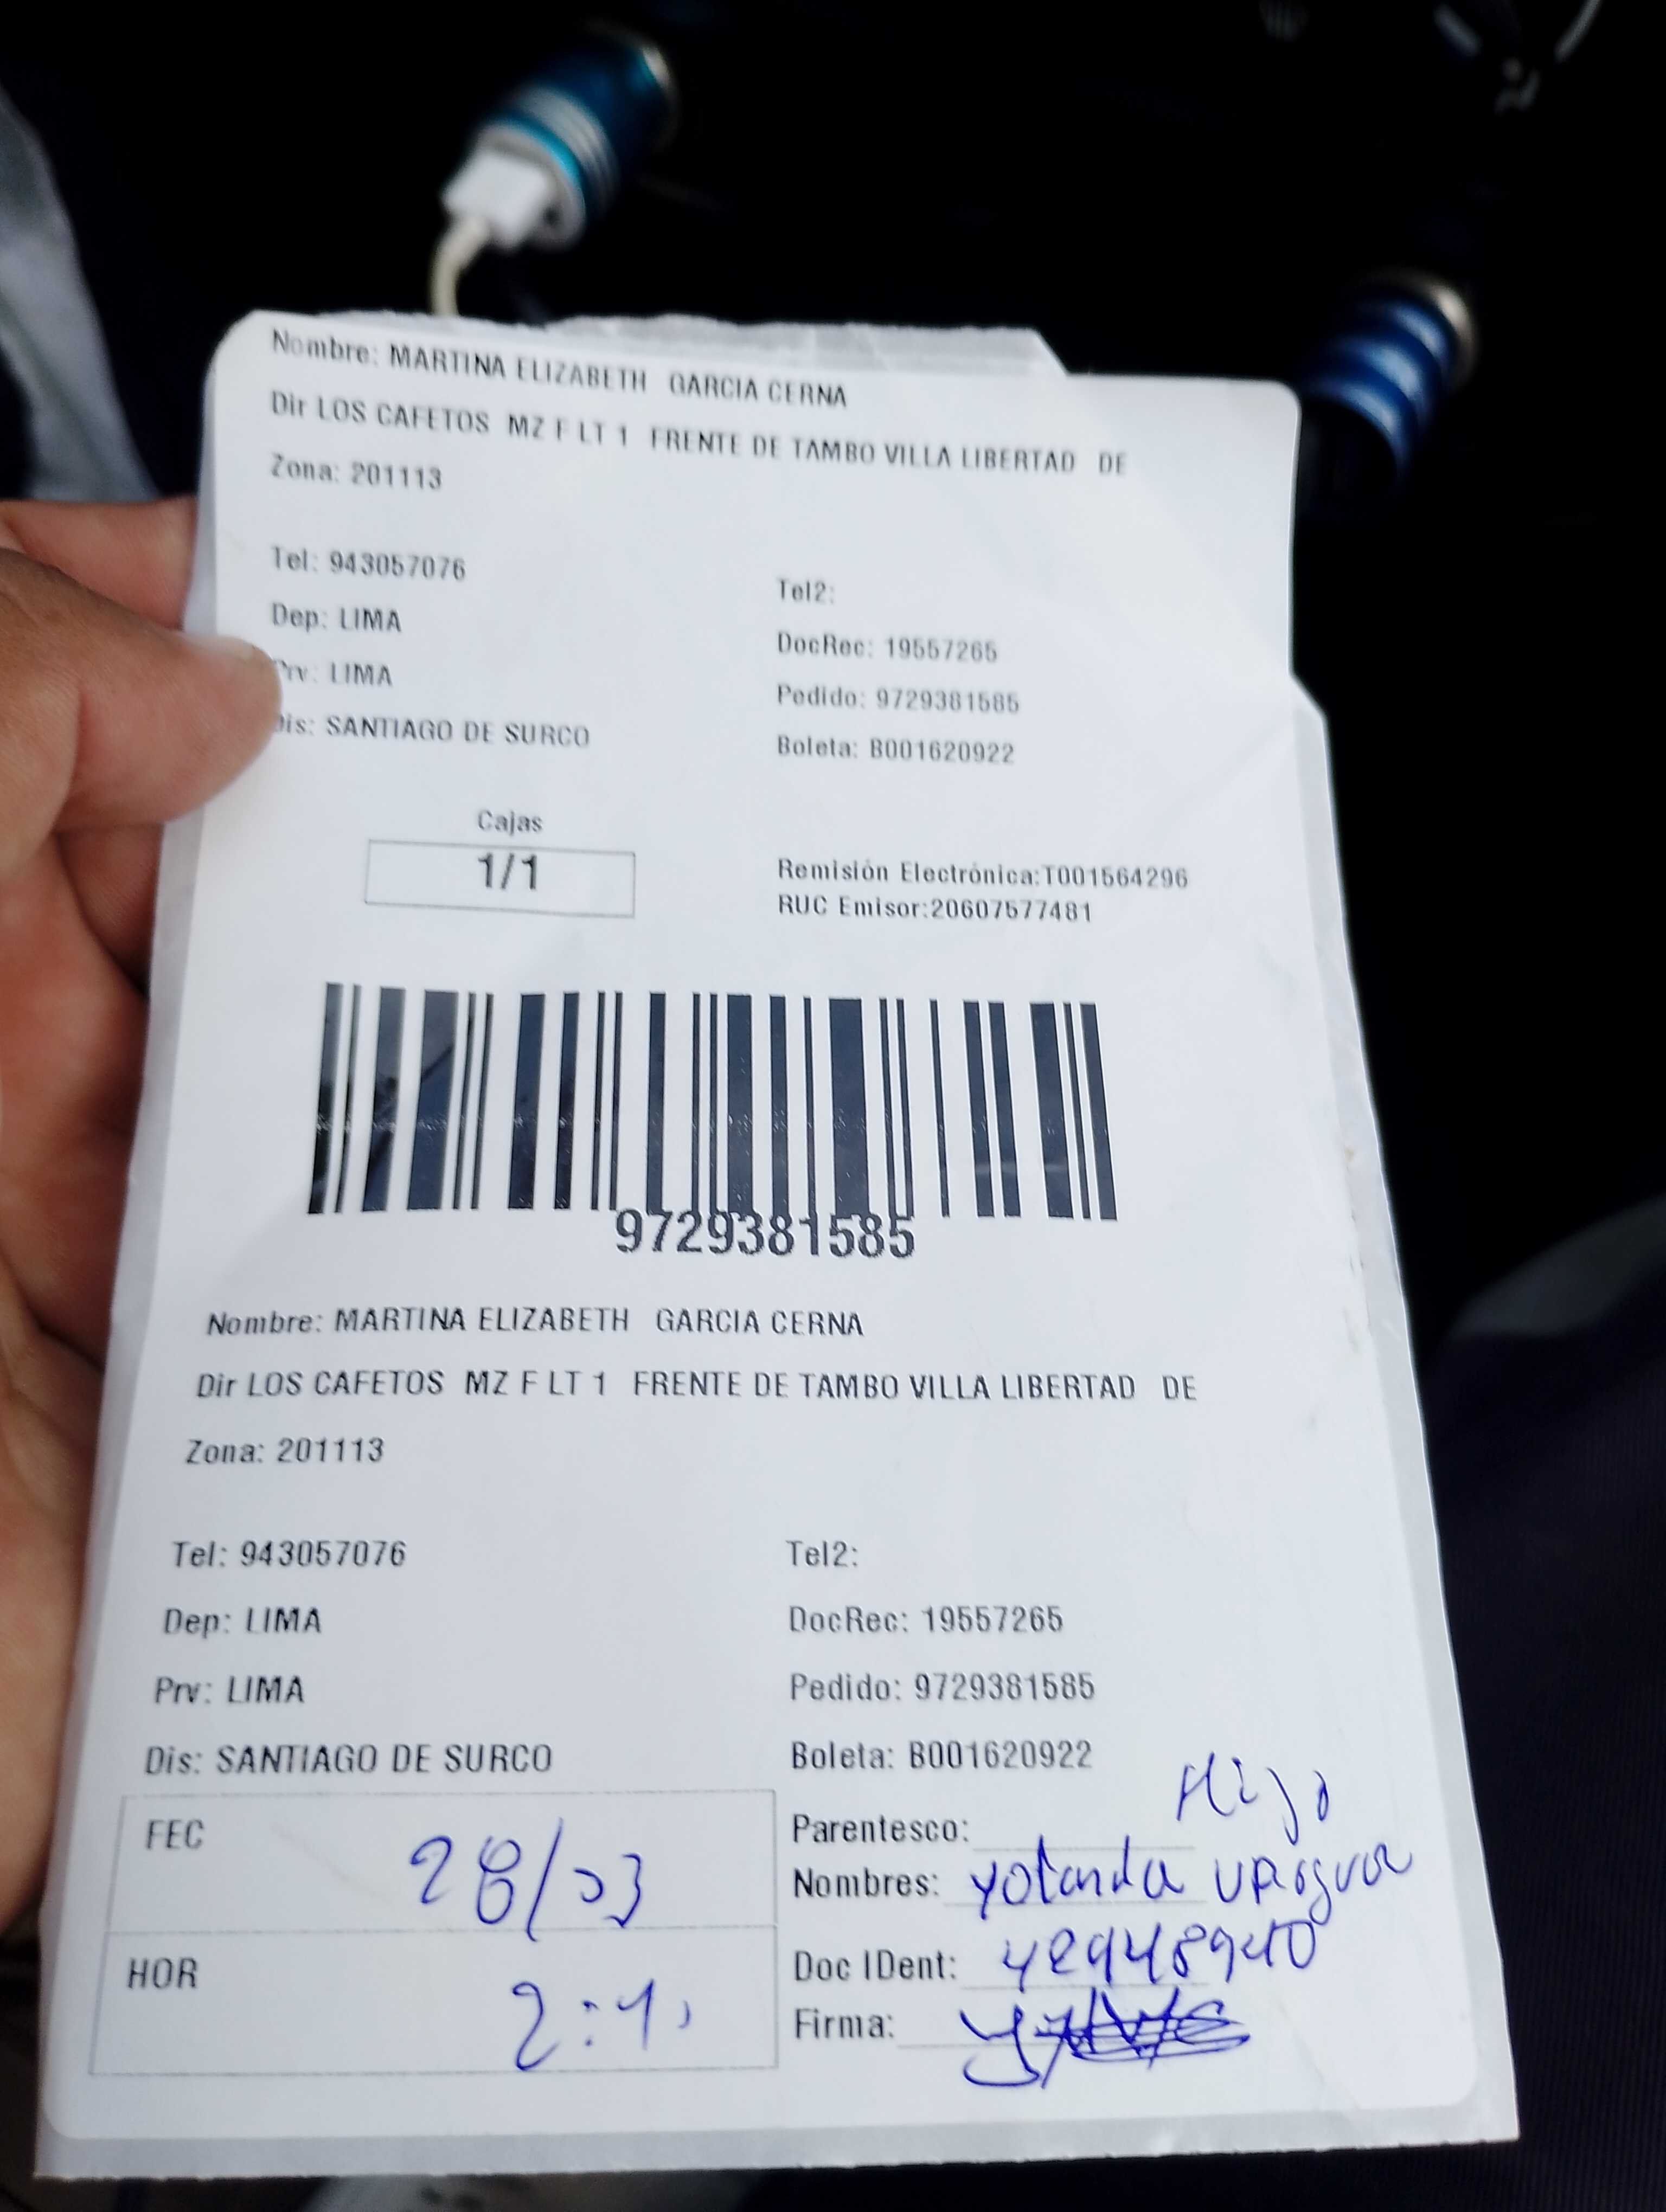 Nombre: MARTINA ELIZABETH GARCIA CERNA
Dir LOS CAFETOS MZ F LT 1 FRENTE DE TAMBO VILLA LIBERTAD DE
Zona: 201113
Tel: 943057076
Tel2:
Dep: LIMA
DocRec: 19557265
Prv: LIMA
Pedido: 9729381585
Dis: SANTIAGO DE SURCO
Boleta: B001620922
Cajas
1/1
Remisión Electrónica:T001564296
RUC Emisor:20607577481
9729381585
Nombre: MARTINA ELIZABETH GARCIA CERNA
Dir LOS CAFETOS MZ F LT 1 FRENTE DE TAMBO VILLA LIBERTAD DE
Zona: 201113
Tel: 943057076
Tel2:
Dep: LIMA
DocRec: 19557265
Prv: LIMA
Pedido: 9729381585
Dis: SANTIAGO DE SURCO
Boleta: B001620922
FEC 28/03
Parentesco: Hijo
Nombres: Yolanda
HOR
Doc IDent:
Firma: